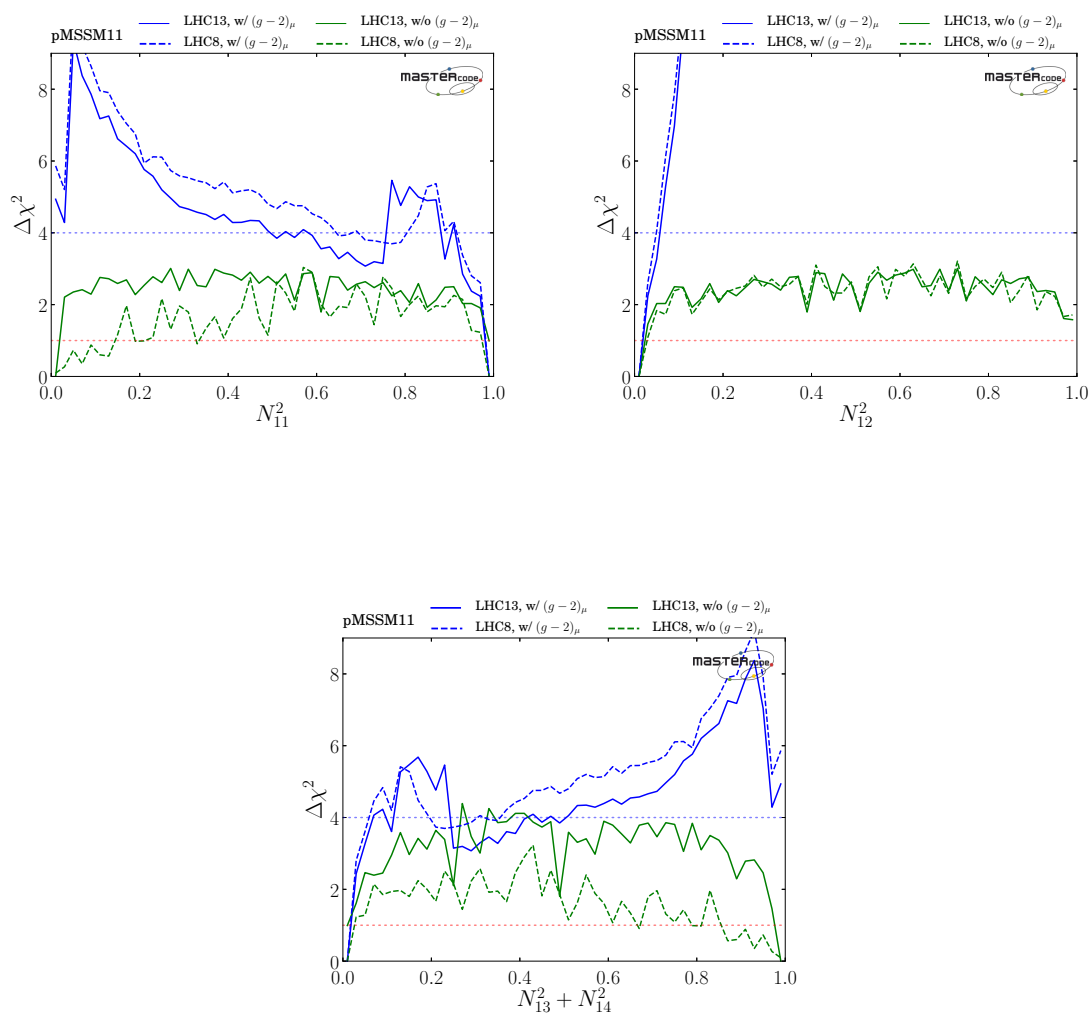 LHC13, w/ (g − 2)μ LHC13, w/o (g − 2)μ
pMSSM11 LHC8, w/ (g − 2)μ LHC8, w/o (g − 2)μ
MASTERCODE
8
6
4
2
0
Δχ²
0.0 0.2 0.4 0.6 0.8 1.0
N²₁₁
LHC13, w/ (g − 2)μ LHC13, w/o (g − 2)μ
pMSSM11 LHC8, w/ (g − 2)μ LHC8, w/o (g − 2)μ
MASTERCODE
8
6
4
2
0
Δχ²
0.0 0.2 0.4 0.6 0.8 1.0
N²₁₂
LHC13, w/ (g − 2)μ LHC13, w/o (g − 2)μ
pMSSM11 LHC8, w/ (g − 2)μ LHC8, w/o (g − 2)μ
MASTERCODE
8
6
4
2
0
Δχ²
0.0 0.2 0.4 0.6 0.8 1.0
N²₁₃ + N²₁₄